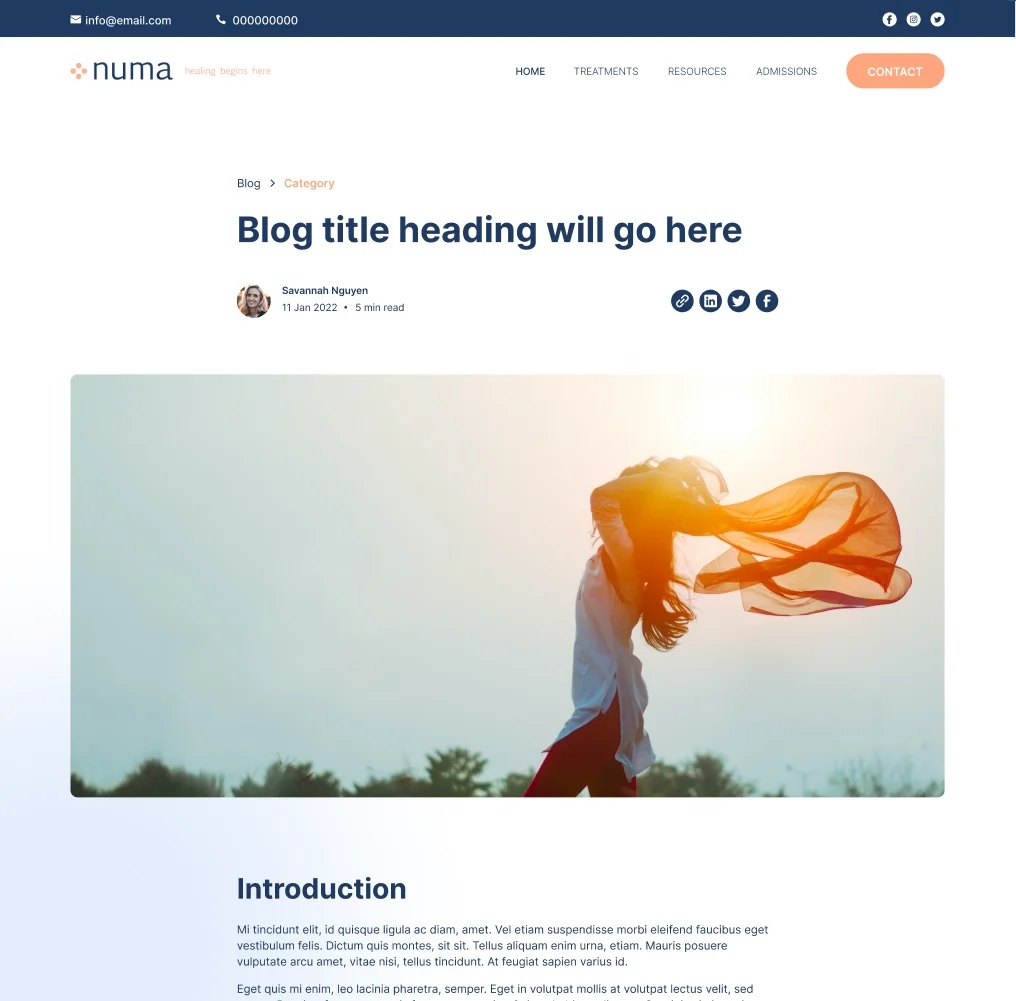 info@email.com
000000000
numa healing begins here
HOME TREATMENTS RESOURCES ADMISSIONS CONTACT
Blog > Category
Blog title heading will go here
Savannah Nguyen
11 Jan 2022 • 5 min read
Introduction
Mi tincidunt elit, id quisque ligula ac diam, amet. Vel etiam suspendisse morbi eleifend faucibus eget
vestibulum felis. Dictum quis montes, sit sit. Tellus aliquam enim urna, etiam. Mauris posuere
vulputate arcu amet, vitae nisi, tellus tincidunt. At feugiat sapien varius id.
Eget quis mi enim, leo lacinia pharetra, semper. Eget in volutpat mollis at volutpat lectus velit, sed